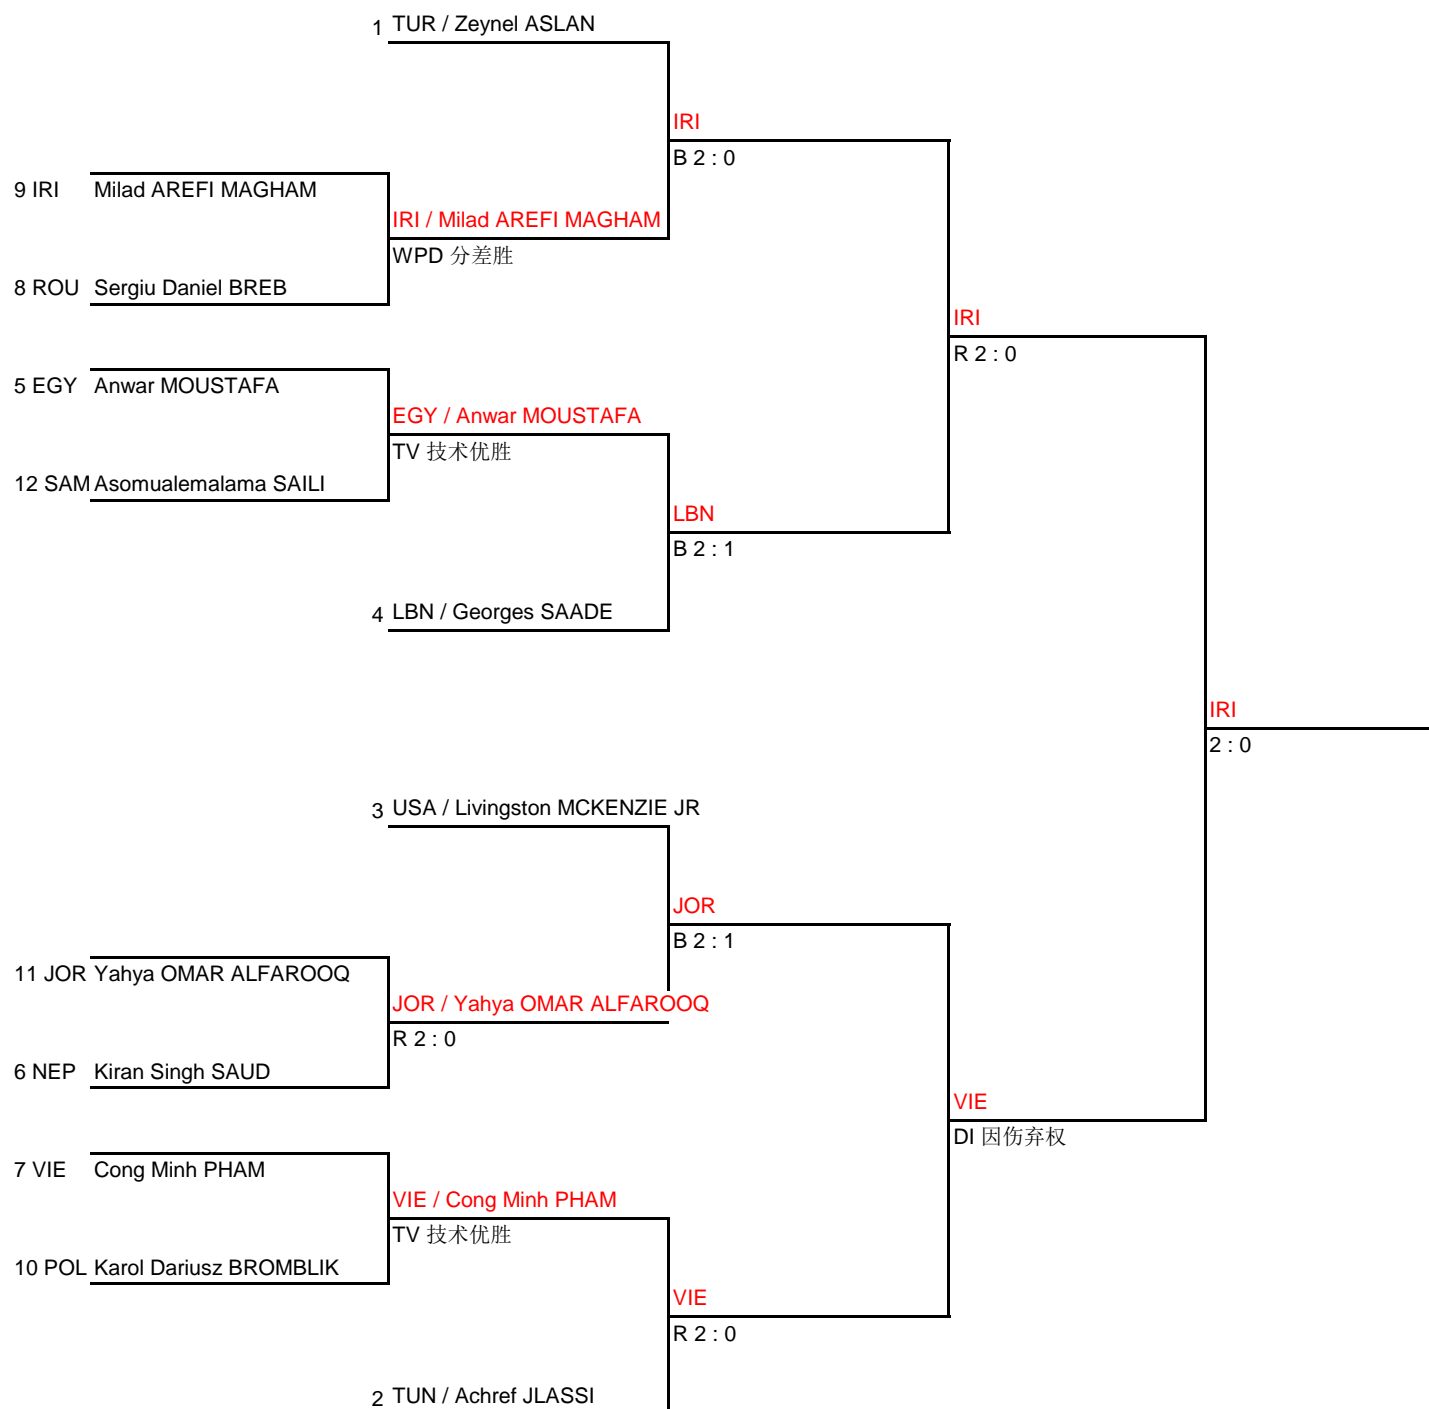 1 TUR / Zeynel ASLAN
IRI
B 2 : 0
9 IRI Milad AREFI MAGHAM
IRI / Milad AREFI MAGHAM
WPD 分差胜
8 ROU Sergiu Daniel BREB
IRI
R 2 : 0
5 EGY Anwar MOUSTAFA
EGY / Anwar MOUSTAFA
TV 技术优胜
12 SAM Asomualemalama SAILI
LBN
B 2 : 1
4 LBN / Georges SAADE
IRI
2 : 0
3 USA / Livingston MCKENZIE JR
JOR
B 2 : 1
11 JOR Yahya OMAR ALFAROOQ
JOR / Yahya OMAR ALFAROOQ
R 2 : 0
6 NEP Kiran Singh SAUD
VIE
DI 因伤弃权
7 VIE Cong Minh PHAM
VIE / Cong Minh PHAM
TV 技术优胜
10 POL Karol Dariusz BROMBLIK
VIE
R 2 : 0
2 TUN / Achref JLASSI